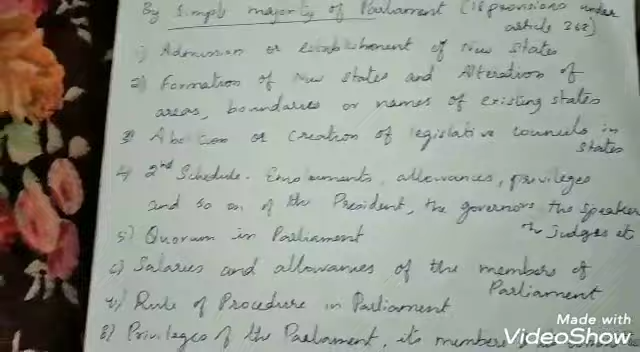 By Simple majority of Parliament (18 provisions under
article 368)
1) Admission or establishment of New States
2) Formation of New States and Alteration of
areas, boundaries or names of existing states
3) Abolition or Creation of legislative councils in
States
4) 2nd Schedule. Emoluments, allowances, privileges
and so on of the President, the governors the Speaker
the judges etc
5) Quorum in Parliament
6) Salaries and allowances of the members of
Parliament
7) Rule of Procedure in Parliament
8) Privileges of the Parliament, its members
Made with
VideoShow